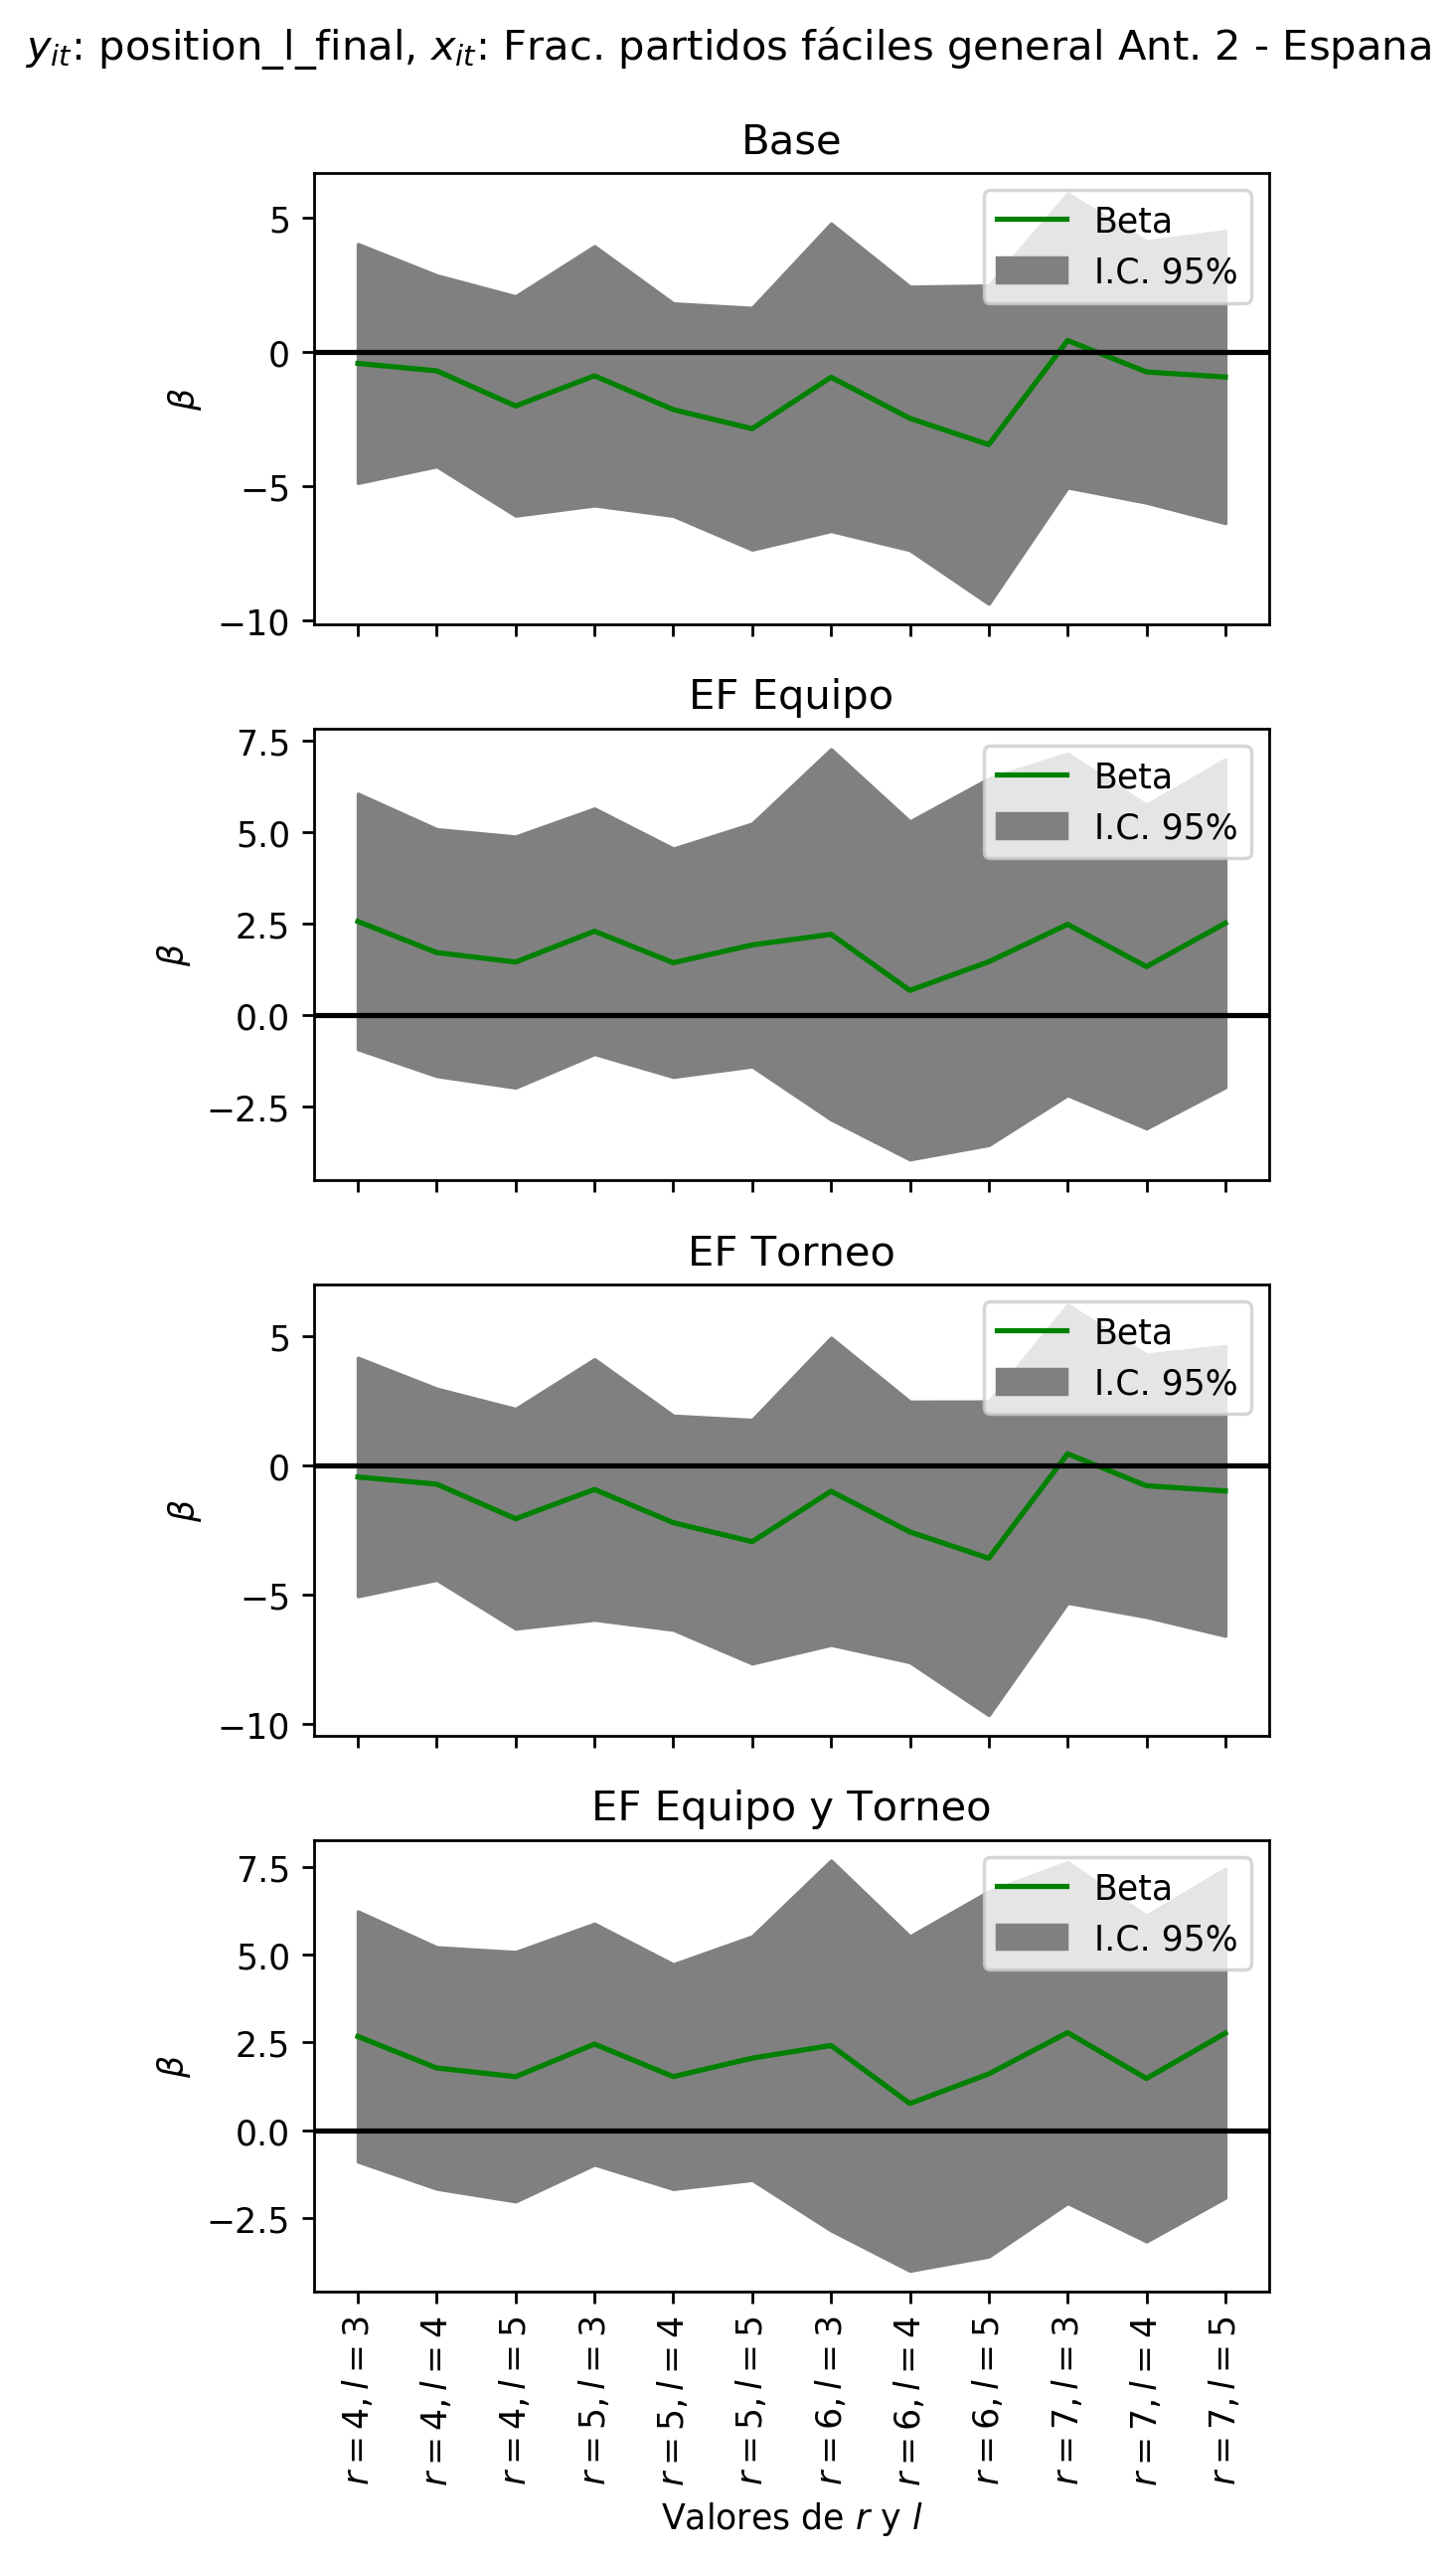 y_it: position_l_final, x_it: Frac. partidos fáciles general Ant. 2 - Espana
Base
5
0
−5
−10
β
Beta
I.C. 95%
EF Equipo
7.5
5.0
2.5
0.0
−2.5
β
Beta
I.C. 95%
EF Torneo
5
0
−5
−10
β
Beta
I.C. 95%
EF Equipo y Torneo
7.5
5.0
2.5
0.0
−2.5
β
Beta
I.C. 95%
r = 4, l = 3
r = 4, l = 4
r = 4, l = 5
r = 5, l = 3
r = 5, l = 4
r = 5, l = 5
r = 6, l = 3
r = 6, l = 4
r = 6, l = 5
r = 7, l = 3
r = 7, l = 4
r = 7, l = 5
Valores de r y l